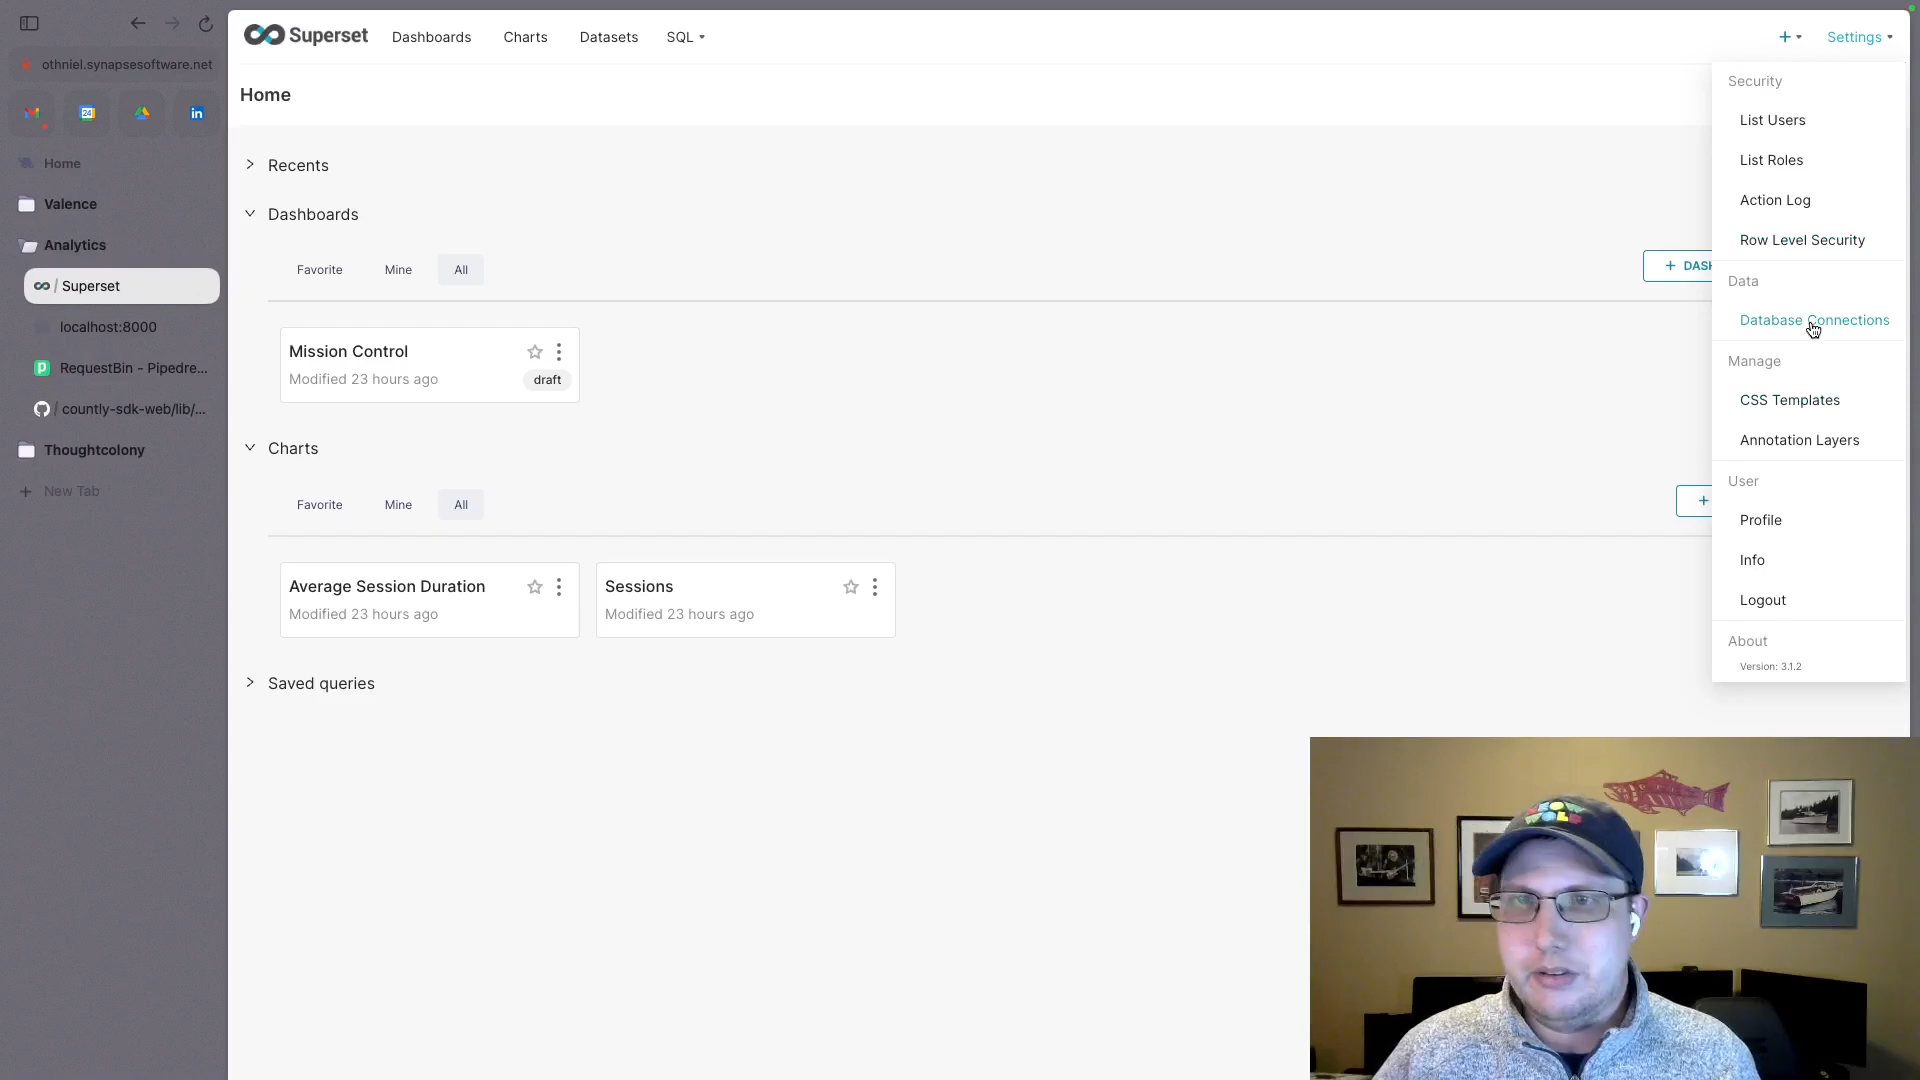 othniel.synapsesoftware.net
24
in
Home
Valence
Analytics
/ Superset
localhost:8000
RequestBin - Pipedre...
/ countly-sdk-web/lib/...
Thoughtcolony
New Tab
Superset
Dashboards
Charts
Datasets
SQL
+
Settings
Home
Recents
Dashboards
Favorite
Mine
All
+ DASH
Mission Control
Modified 23 hours ago
draft
Charts
Favorite
Mine
All
+
Average Session Duration
Modified 23 hours ago
Sessions
Modified 23 hours ago
Saved queries
Security
List Users
List Roles
Action Log
Row Level Security
Data
Database Connections
Manage
CSS Templates
Annotation Layers
User
Profile
Info
Logout
About
Version: 3.1.2